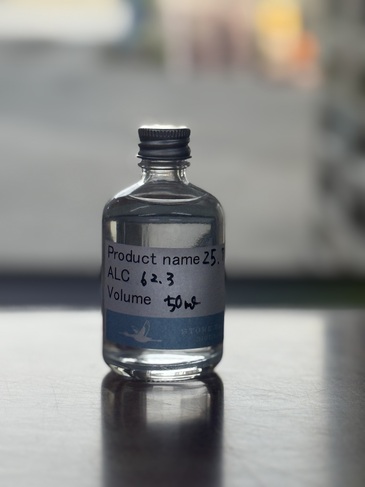 Product name 25.
ALC 62.3
Volume 50ml